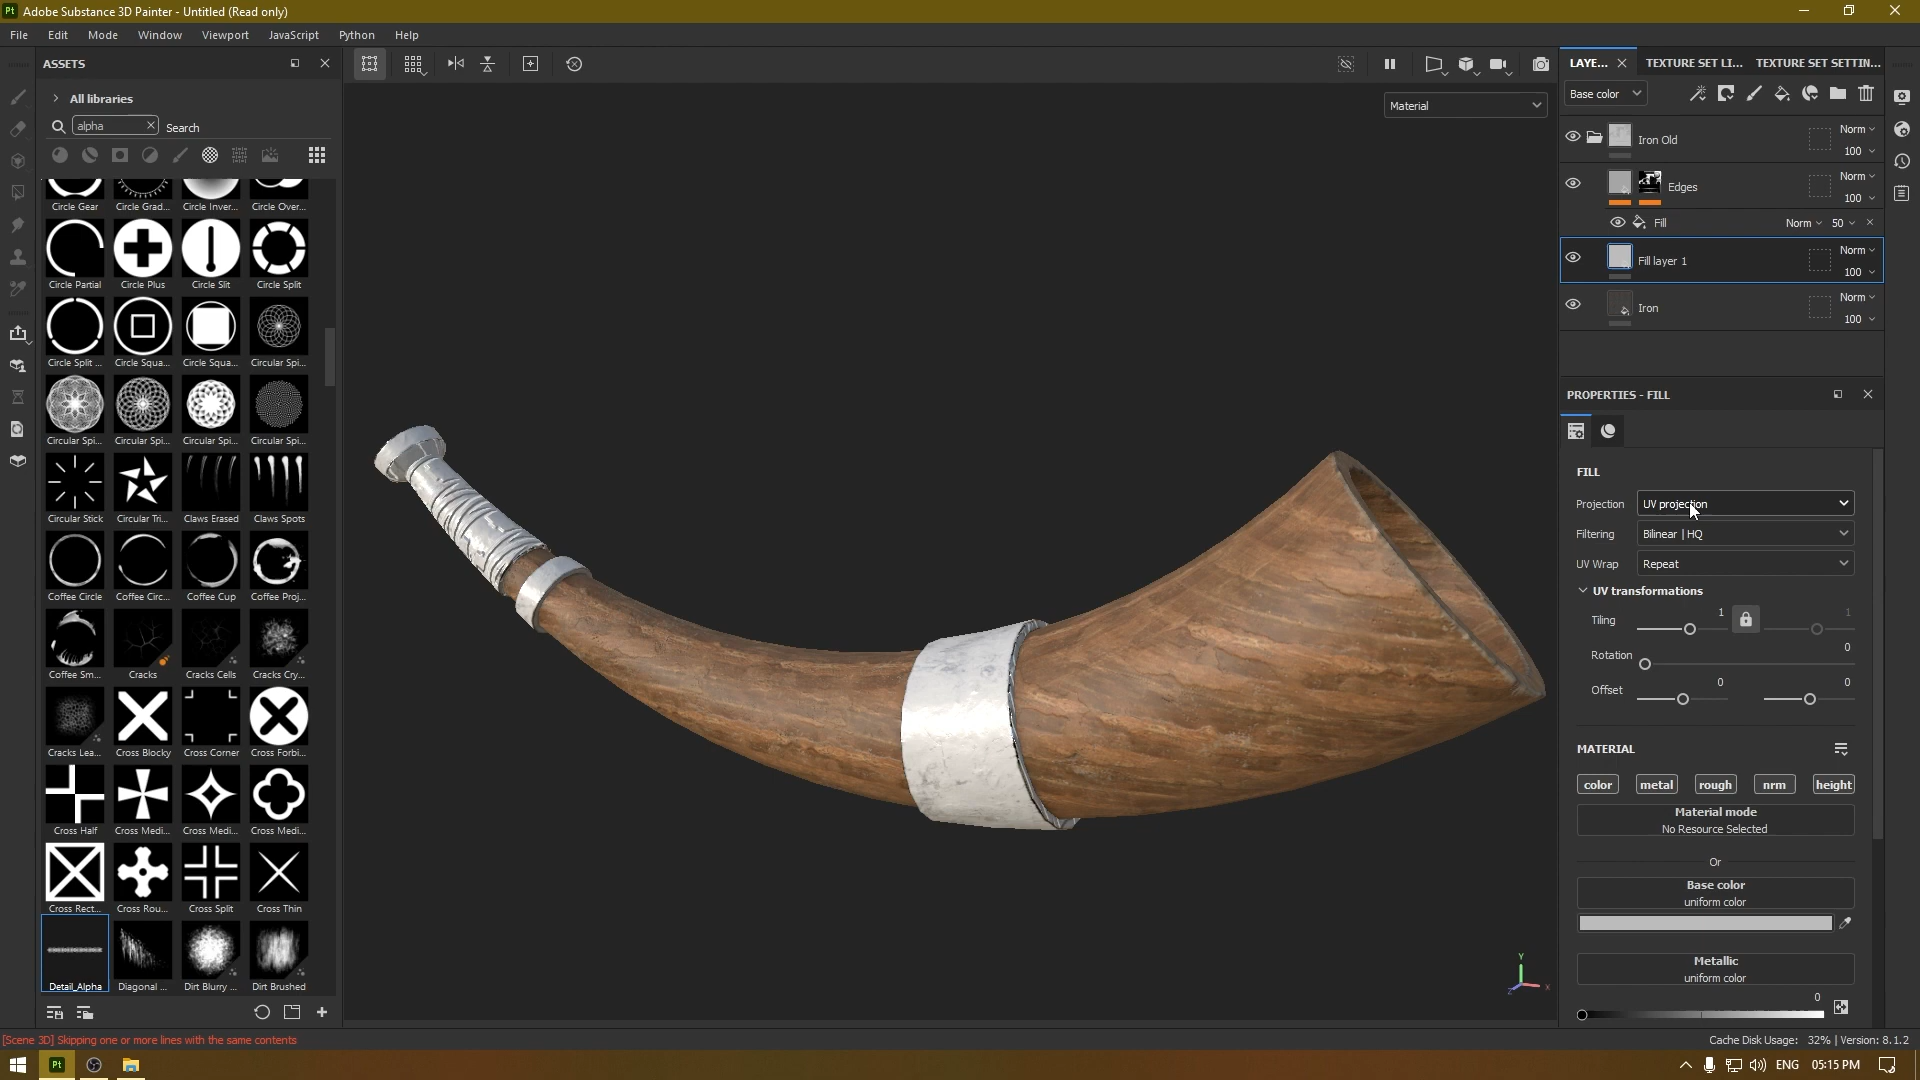 Pt Adobe Substance 3D Painter - Untitled (Read only)
File Edit Mode Window Viewport JavaScript Python Help
ASSETS
All libraries
alpha Search
Circle Gear Circle Grad... Circle Inver... Circle Over...
Circle Partial Circle Plus Circle Slit Circle Split
Circle Split ... Circle Squa... Circle Squa... Circular Spi...
Circular Spi... Circular Spi... Circular Spi... Circular Spi...
Circular Stick Circular Tri... Claws Erased Claws Spots
Coffee Circle Coffee Circ... Coffee Cup Coffee Proj...
Coffee Sm... Cracks Cracks Cells Cracks Cry...
Cracks Lea... Cross Blocky Cross Corner Cross Forbi...
Cross Half Cross Medi... Cross Medi... Cross Medi...
Cross Rect... Cross Rou... Cross Split Cross Thin
Detail_Alpha Diagonal ... Dirt Blurry ... Dirt Brushed
Material
Y
X
Z
LAYE... TEXTURE SET LI... TEXTURE SET SETTIN...
Base color
Iron Old Norm
100
Edges Norm
100
Fill Norm 50
Fill layer 1 Norm
100
Iron Norm
100
PROPERTIES - FILL
FILL
Projection UV projection
Filtering Bilinear | HQ
UV Wrap Repeat
UV transformations
Tiling 1 1
Rotation 0
Offset 0 0
MATERIAL
color metal rough nrm height
Material mode
No Resource Selected
Or
Base color
uniform color
Metallic
uniform color
0
[Scene 3D] Skipping one or more lines with the same contents
Cache Disk Usage: 32% | Version: 8.1.2
Pt
ENG 05:15 PM